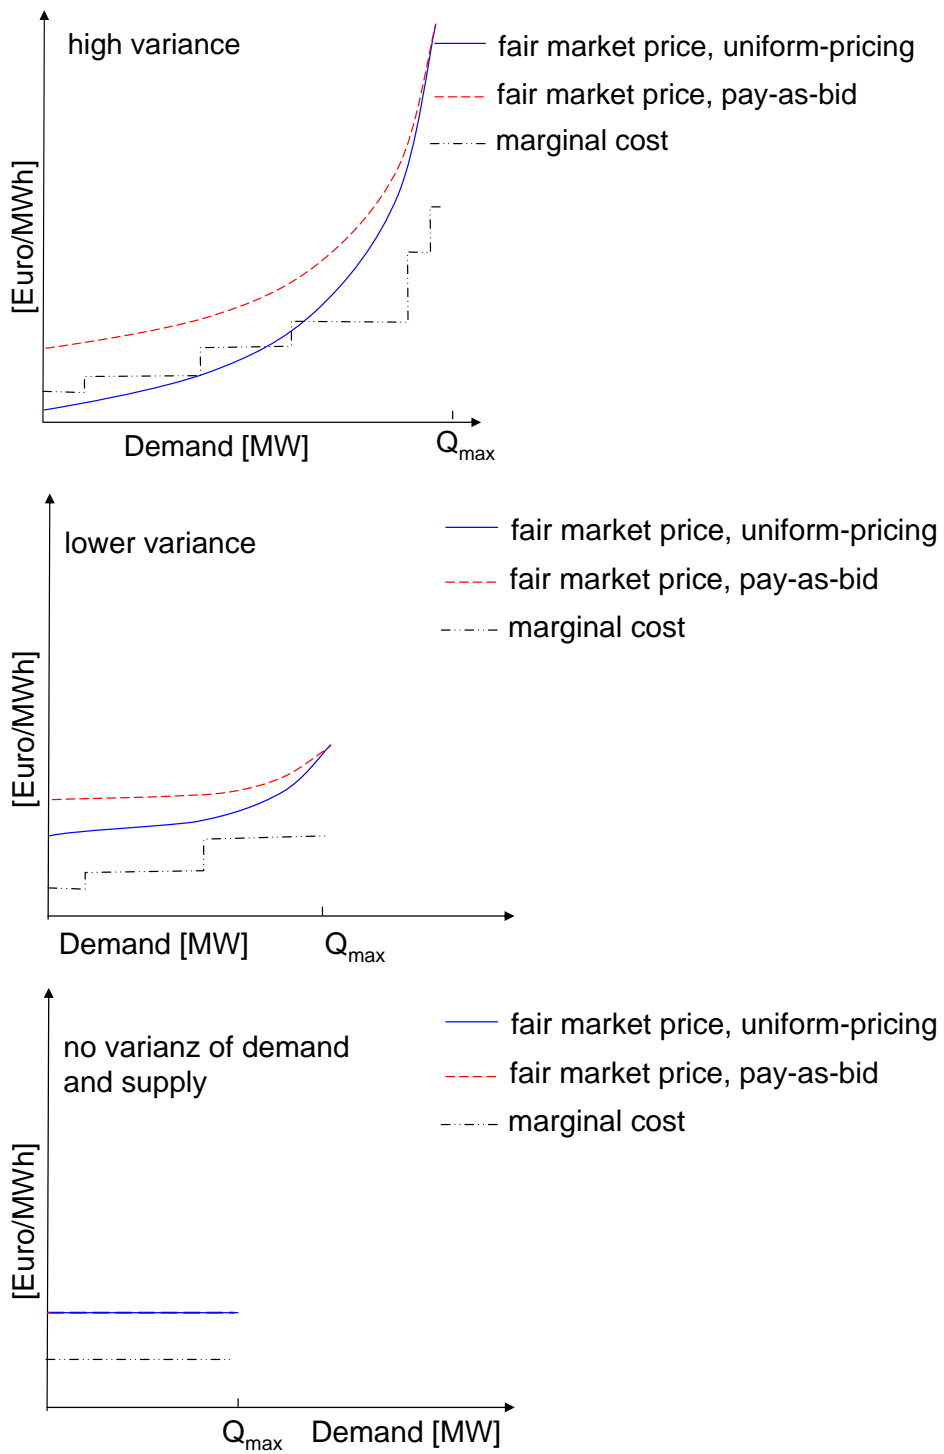 high variance
fair market price, uniform-pricing
fair market price, pay-as-bid
marginal cost
[Euro/MWh]
Demand [MW]
Qmax
lower variance
fair market price, uniform-pricing
fair market price, pay-as-bid
marginal cost
[Euro/MWh]
Demand [MW]
Qmax
no varianz of demand
and supply
fair market price, uniform-pricing
fair market price, pay-as-bid
marginal cost
[Euro/MWh]
Qmax
Demand [MW]